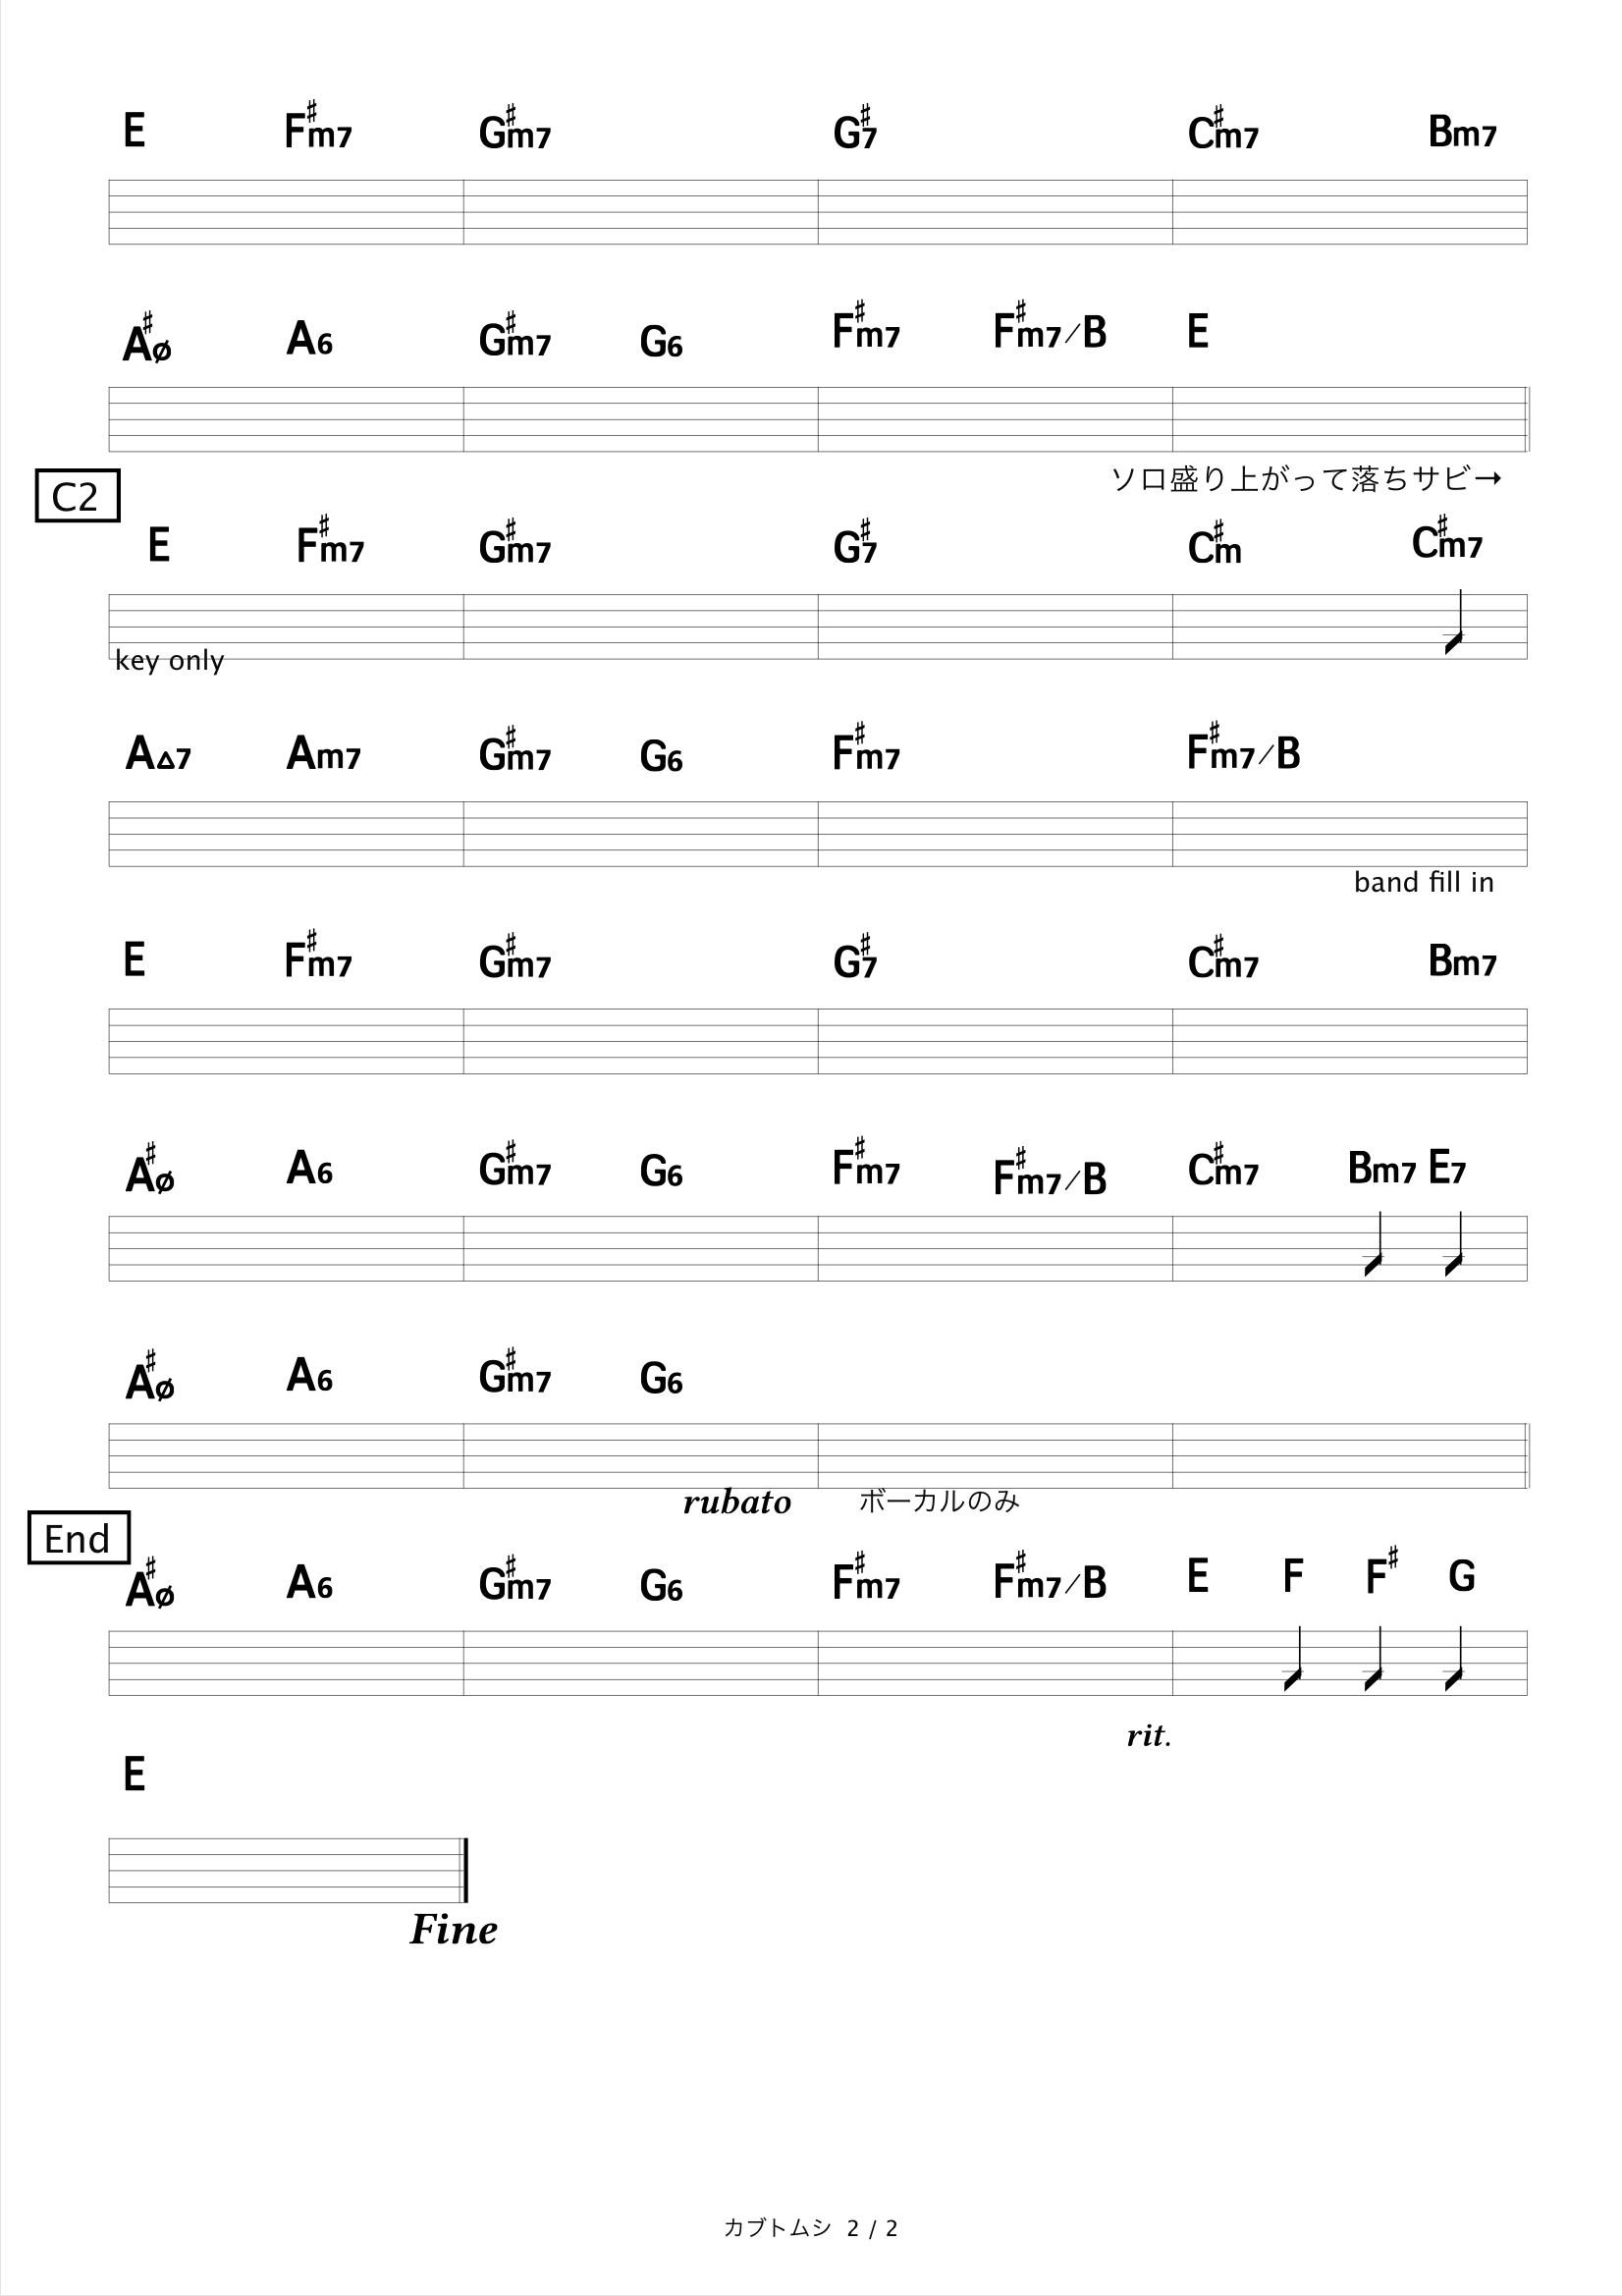 E F♯m7 G♯m7 G♯7 C♯m7 Bm7
A♯ø A6 G♯m7 G6 F♯m7 F♯m7/B E
ソロ盛り上がって落ちサビ→
C2
E F♯m7 G♯m7 G♯7 C♯m C♯m7
key only
A△7 Am7 G♯m7 G6 F♯m7 F♯m7/B
band fill in
E F♯m7 G♯m7 G♯7 C♯m7 Bm7
A♯ø A6 G♯m7 G6 F♯m7 F♯m7/B C♯m7 Bm7 E7
A♯ø A6 G♯m7 G6
rubato ボーカルのみ
End
A♯ø A6 G♯m7 G6 F♯m7 F♯m7/B E F F♯ G
rit.
E
Fine
カブトムシ 2 / 2